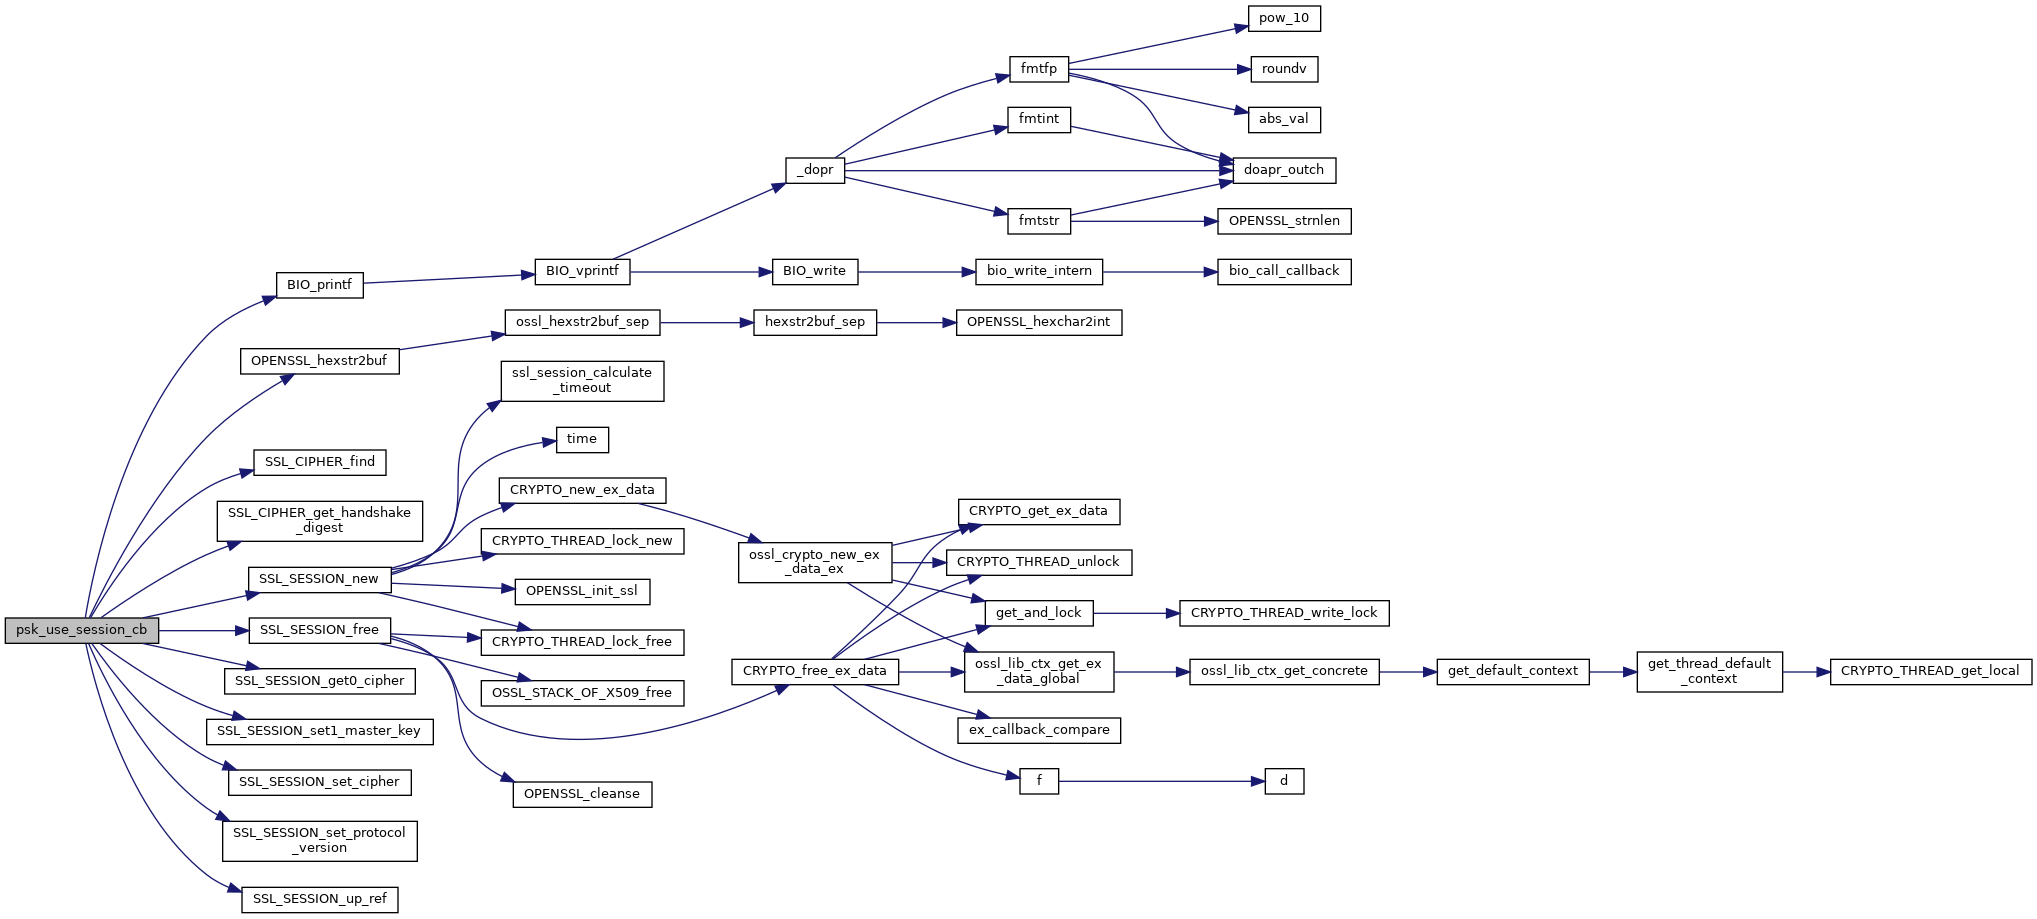 psk_use_session_cb
BIO_printf
OPENSSL_hexstr2buf
SSL_CIPHER_find
SSL_CIPHER_get_handshake
_digest
SSL_SESSION_new
SSL_SESSION_free
SSL_SESSION_get0_cipher
SSL_SESSION_set1_master_key
SSL_SESSION_set_cipher
SSL_SESSION_set_protocol
_version
SSL_SESSION_up_ref
BIO_vprintf
ossl_hexstr2buf_sep
ssl_session_calculate
_timeout
time
CRYPTO_new_ex_data
CRYPTO_THREAD_lock_new
OPENSSL_init_ssl
CRYPTO_THREAD_lock_free
OSSL_STACK_OF_X509_free
OPENSSL_cleanse
_dopr
BIO_write
hexstr2buf_sep
ossl_crypto_new_ex
_data_ex
CRYPTO_free_ex_data
fmtfp
fmtint
fmtstr
bio_write_intern
OPENSSL_hexchar2int
CRYPTO_get_ex_data
CRYPTO_THREAD_unlock
get_and_lock
ossl_lib_ctx_get_ex
_data_global
ex_callback_compare
f
pow_10
roundv
abs_val
doapr_outch
OPENSSL_strnlen
bio_call_callback
CRYPTO_THREAD_write_lock
ossl_lib_ctx_get_concrete
d
get_default_context
get_thread_default
_context
CRYPTO_THREAD_get_local